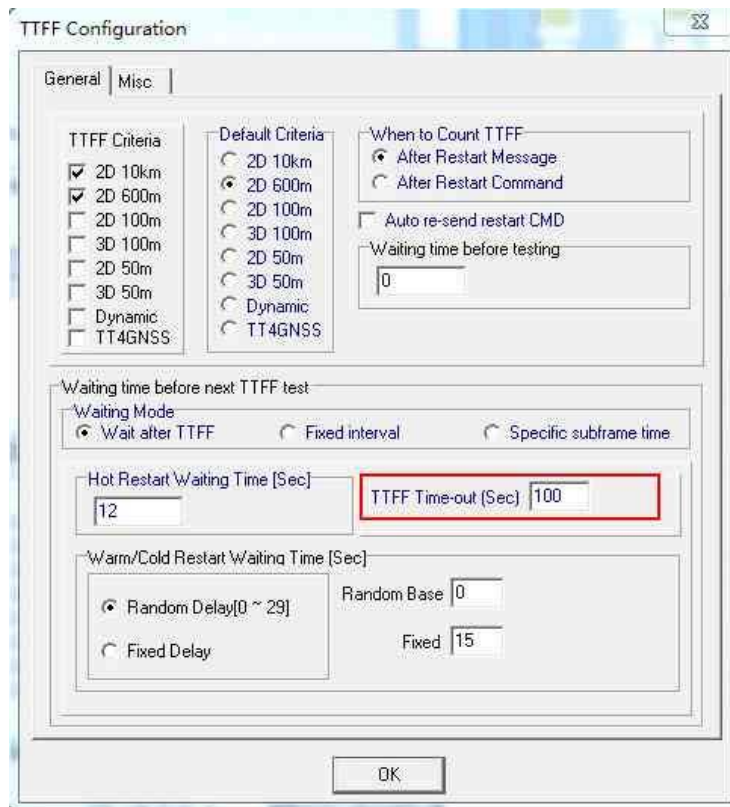 TTFF Configuration
General
Misc
TTFF Criteria
2D 10km
2D 600m
2D 100m
3D 100m
2D 50m
3D 50m
Dynamic
TT4GNSS
Default Criteria
2D 10km
2D 600m
2D 100m
3D 100m
2D 50m
3D 50m
Dynamic
TT4GNSS
When to Count TTFF
After Restart Message
After Restart Command
Auto re-send restart CMD
Waiting time before testing
0
Waiting time before next TTFF test
Waiting Mode
Wait after TTFF
Fixed interval
Specific subframe time
Hot Restart Waiting Time [Sec]
12
TTFF Time-out (Sec) 100
Warm/Cold Restart Waiting Time [Sec]
Random Delay[0 ~ 29]
Fixed Delay
Random Base 0
Fixed 15
OK